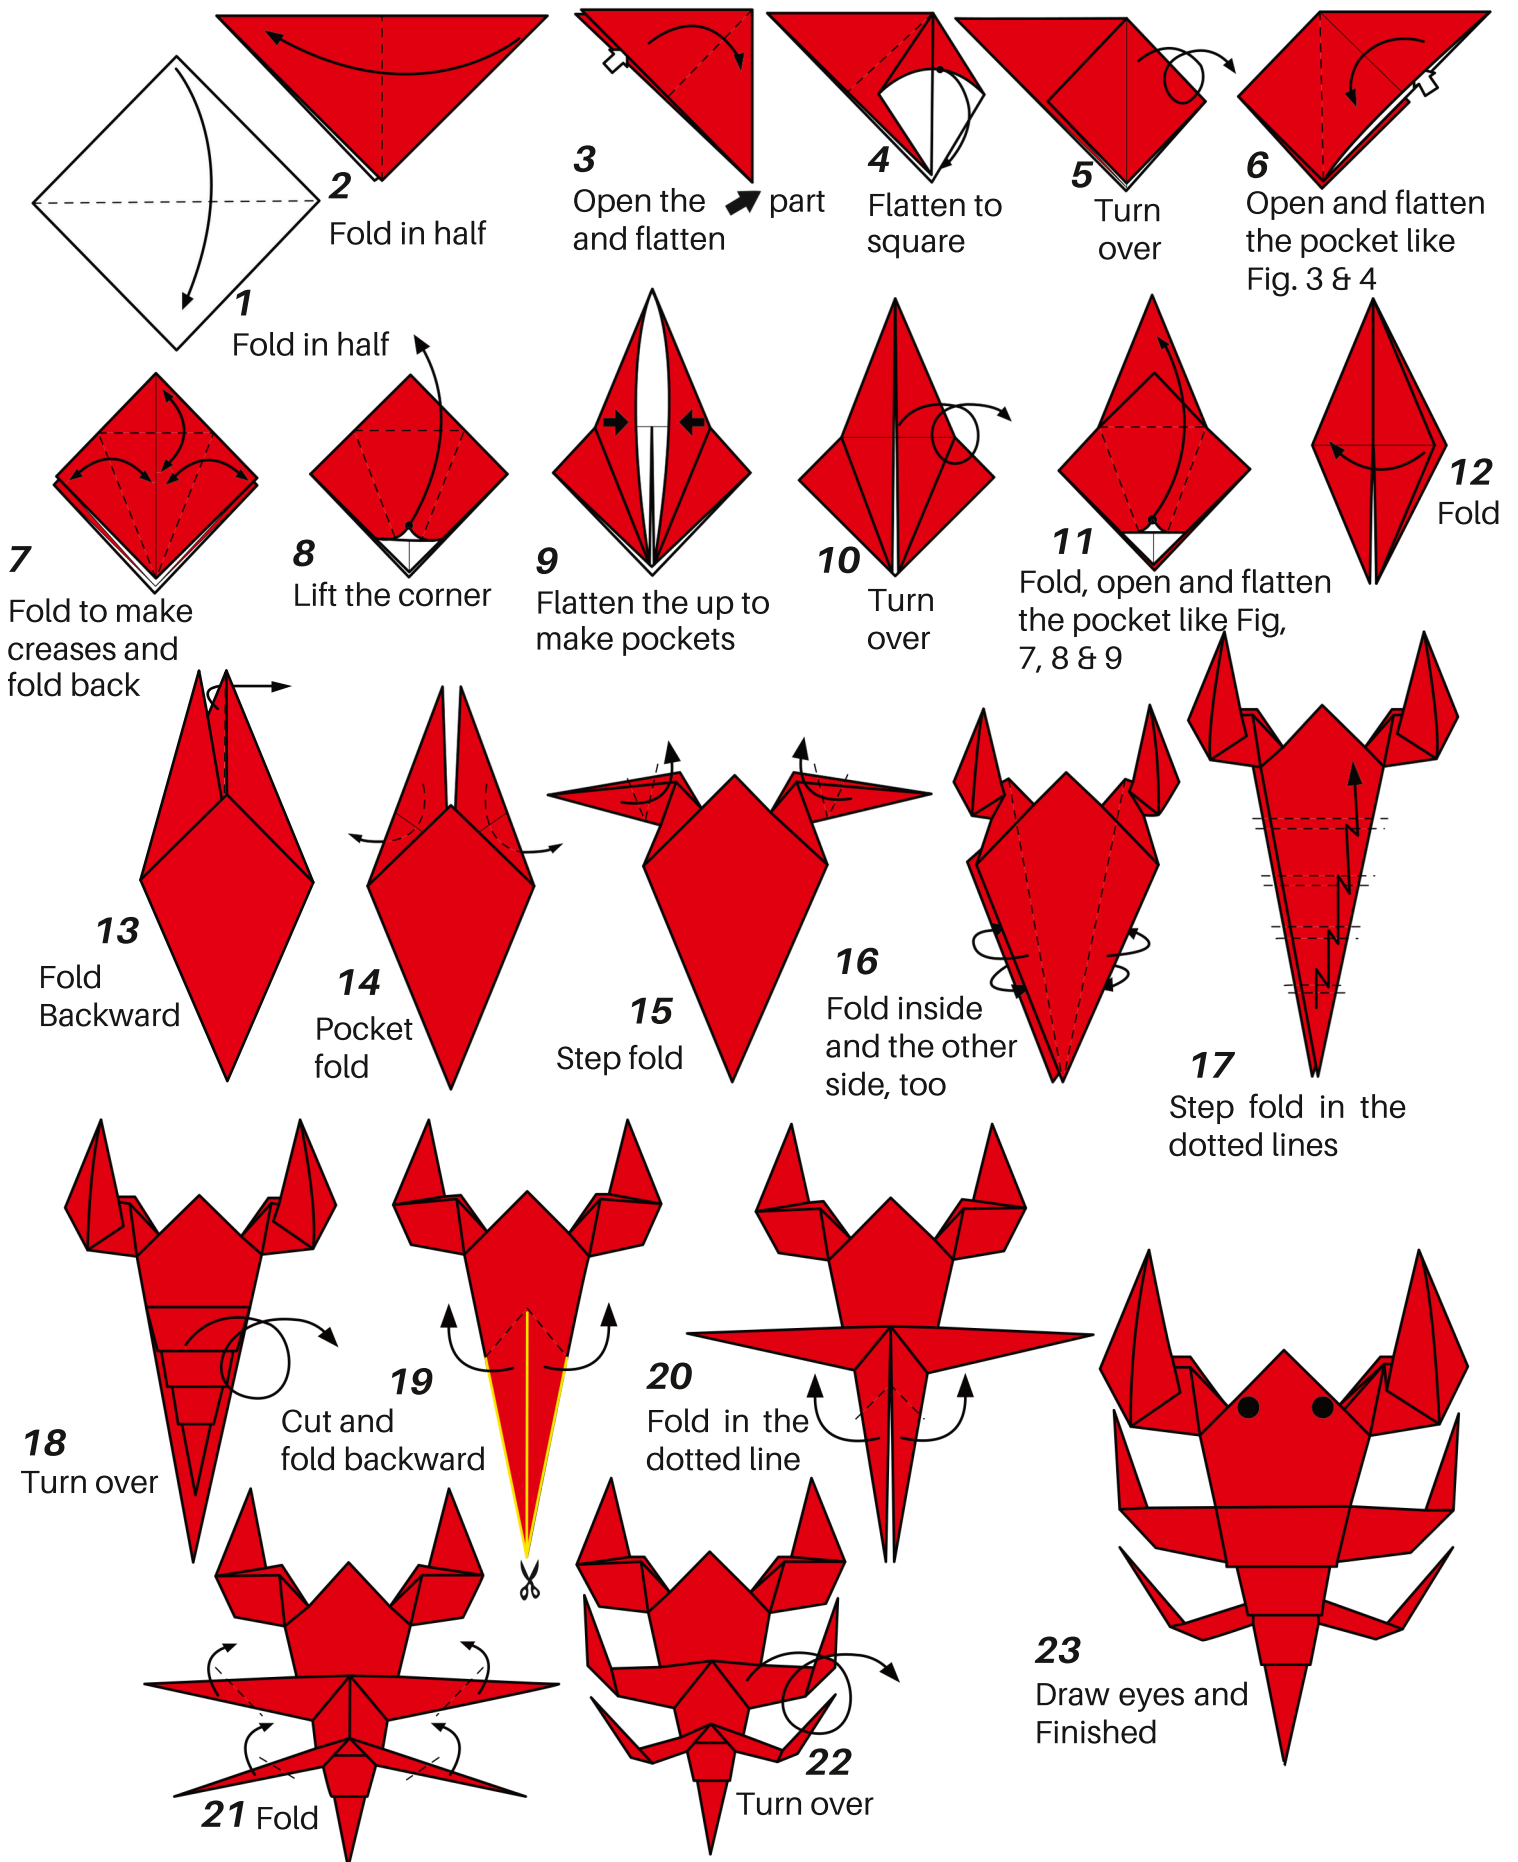 1
Fold in half
2
Fold in half
3
Open the part
and flatten
4
Flatten to
square
5
Turn
over
6
Open and flatten
the pocket like
Fig. 3 & 4
7
Fold to make
creases and
fold back
8
Lift the corner
9
Flatten the up to
make pockets
10
Turn
over
11
Fold, open and flatten
the pocket like Fig,
7, 8 & 9
12
Fold
13
Fold
Backward
14
Pocket
fold
15
Step fold
16
Fold inside
and the other
side, too
17
Step fold in the
dotted lines
18
Turn over
19
Cut and
fold backward
20
Fold in the
dotted line
21 Fold
22
Turn over
23
Draw eyes and
Finished